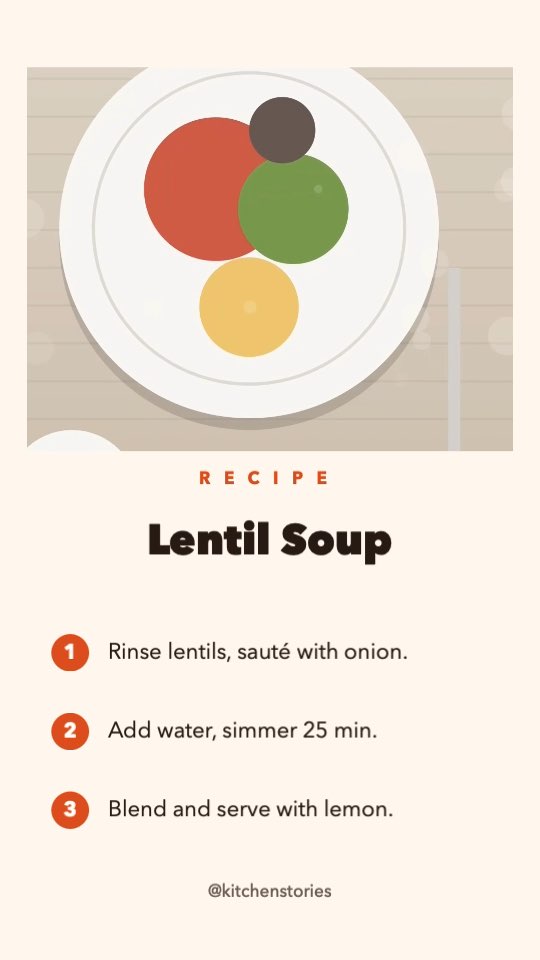 RECIPE
Lentil Soup
1 Rinse lentils, sauté with onion.
2 Add water, simmer 25 min.
3 Blend and serve with lemon.
@kitchenstories